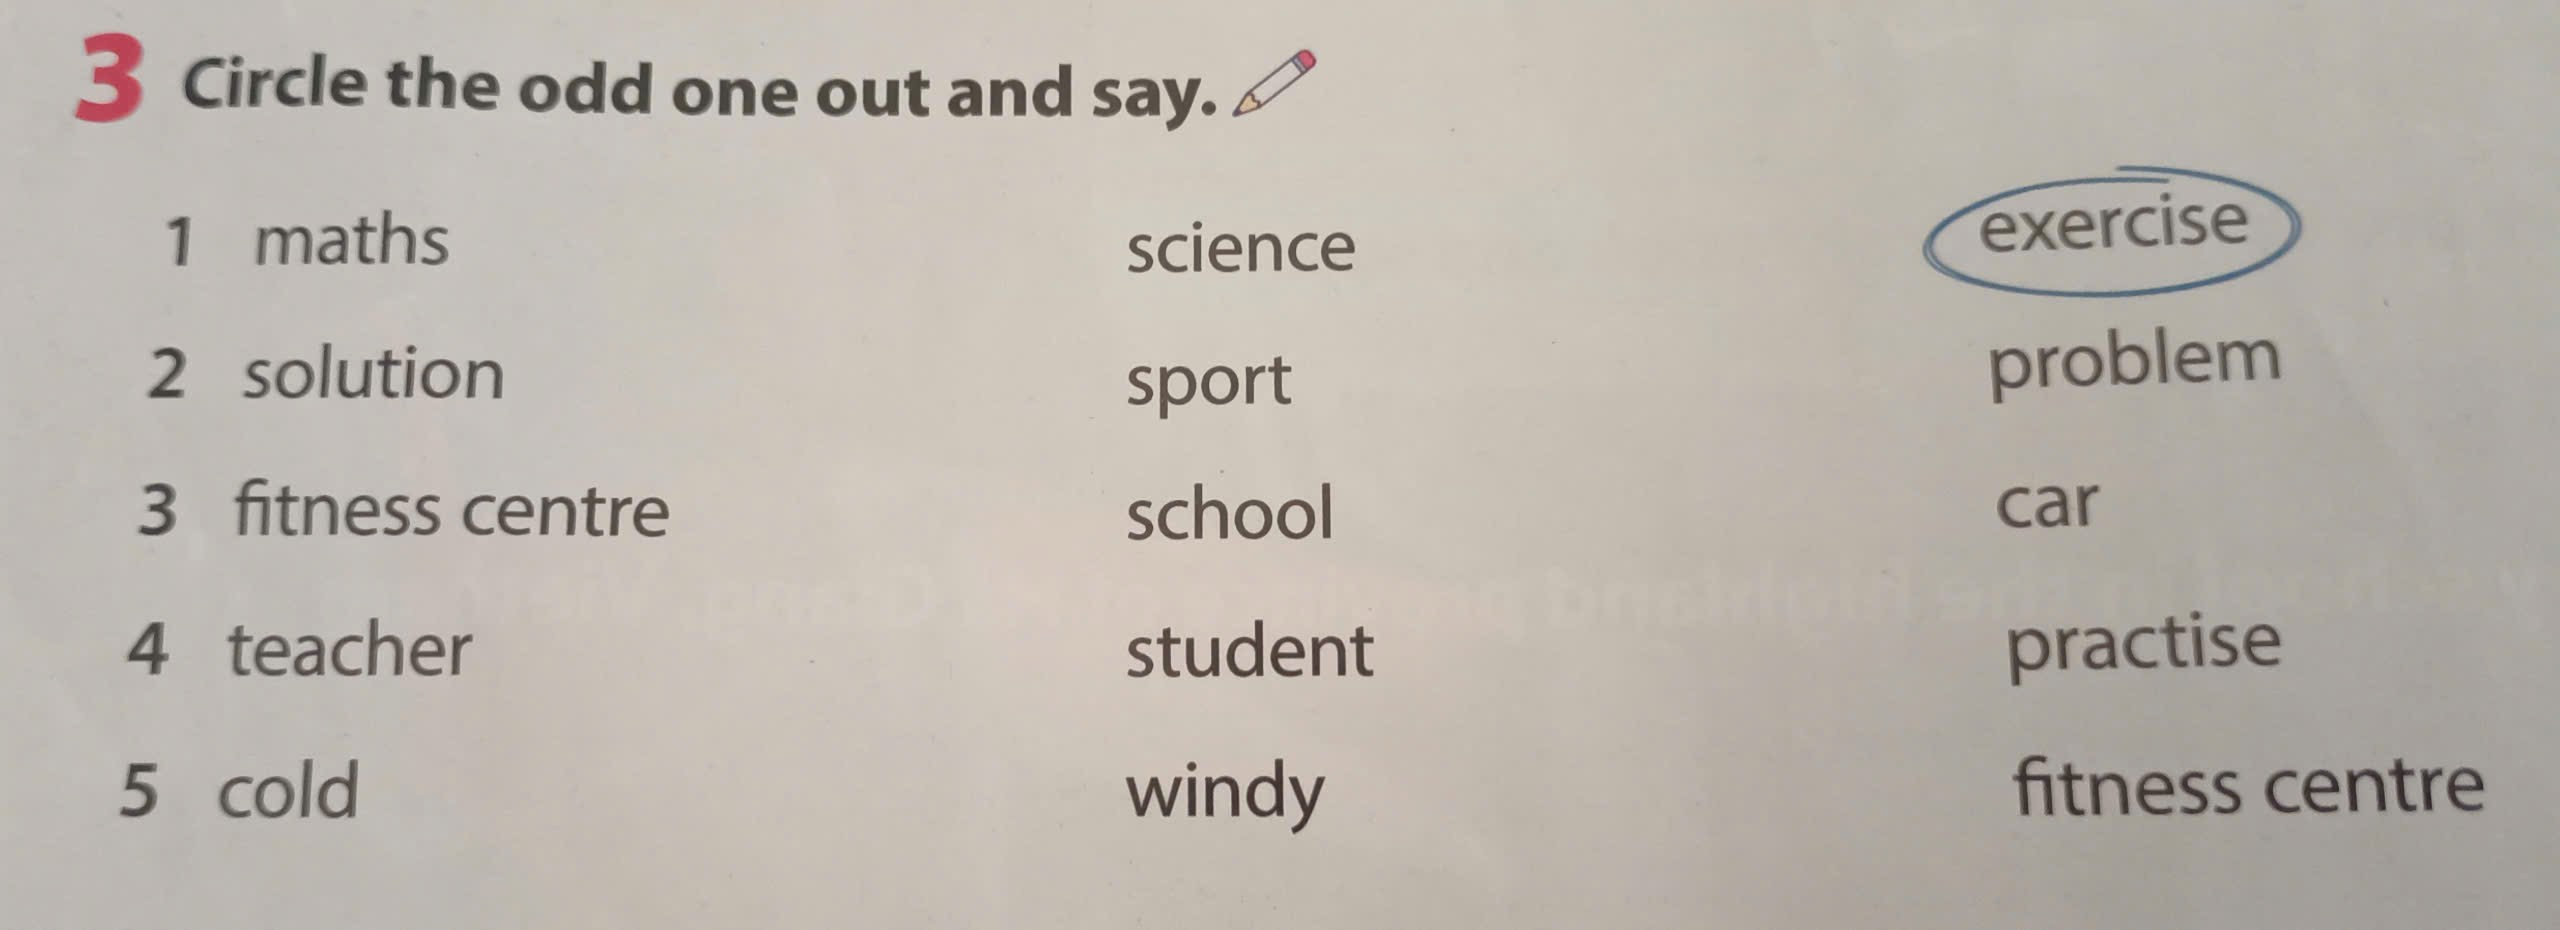 3 Circle the odd one out and say.
1 maths science exercise
2 solution sport problem
3 fitness centre school car
4 teacher student practise
5 cold windy fitness centre